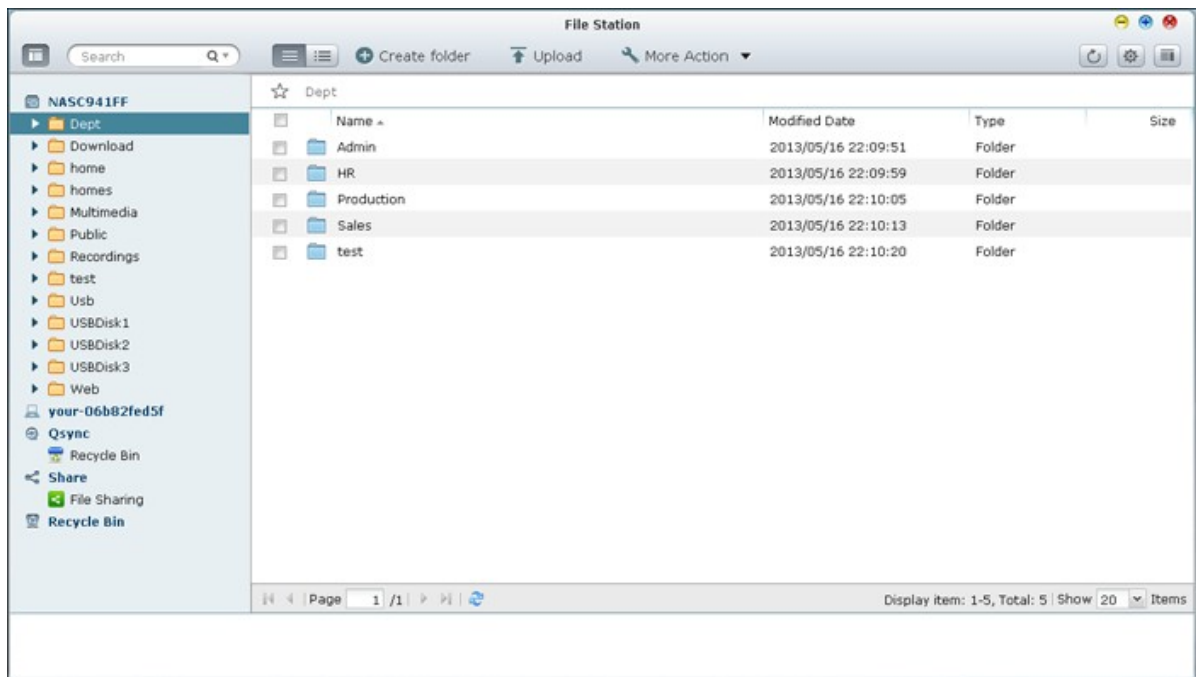 File Station
Search
Create folder
Upload
More Action
NASC941FF
Dept
Download
home
homes
Multimedia
Public
Recordings
test
Usb
USBDisk1
USBDisk2
USBDisk3
Web
your-06b82fed5f
Qsync
Recycle Bin
Share
File Sharing
Recycle Bin
Dept
Name Modified Date Type Size
Admin 2013/05/16 22:09:51 Folder
HR 2013/05/16 22:09:59 Folder
Production 2013/05/16 22:10:05 Folder
Sales 2013/05/16 22:10:13 Folder
test 2013/05/16 22:10:20 Folder
Page 1 /1 Display item: 1-5, Total: 5 Show 20 Items